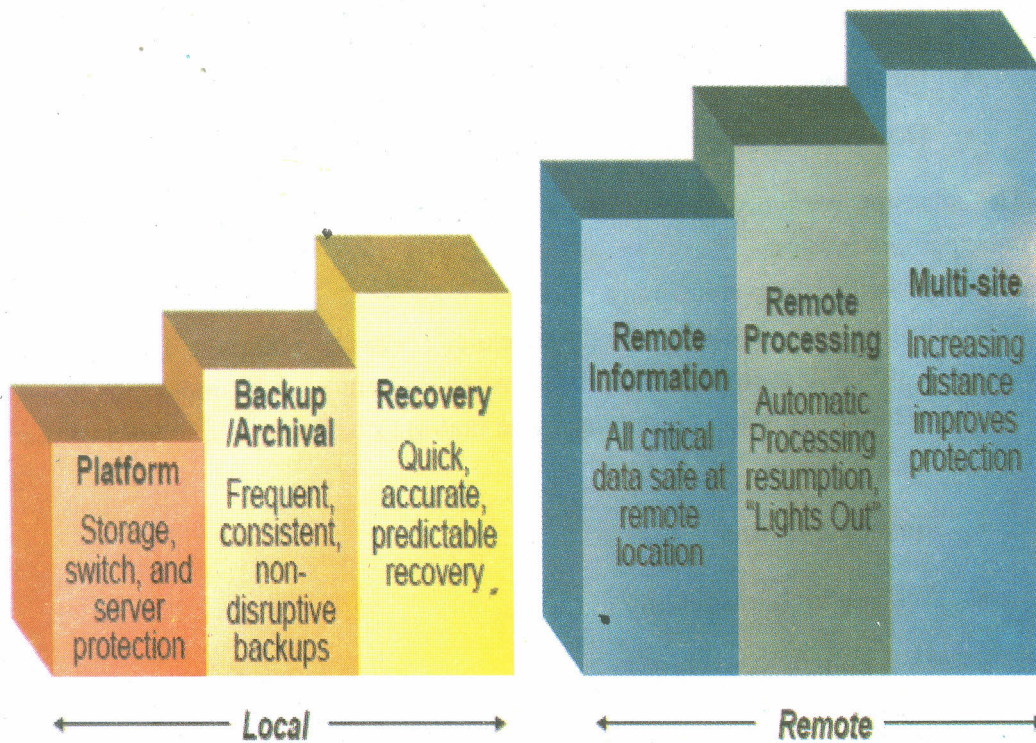 Platform
Storage,
switch, and
server
protection
Backup
/Archival
Frequent,
consistent,
non-
disruptive
backups
Recovery
Quick,
accurate,
predictable
recovery
Remote
Information
All critical
data safe at
remote
location
Remote
Processing
Automatic
Processing
resumption,
"Lights Out"
Multi-site
Increasing
distance
improves
protection
Local
Remote